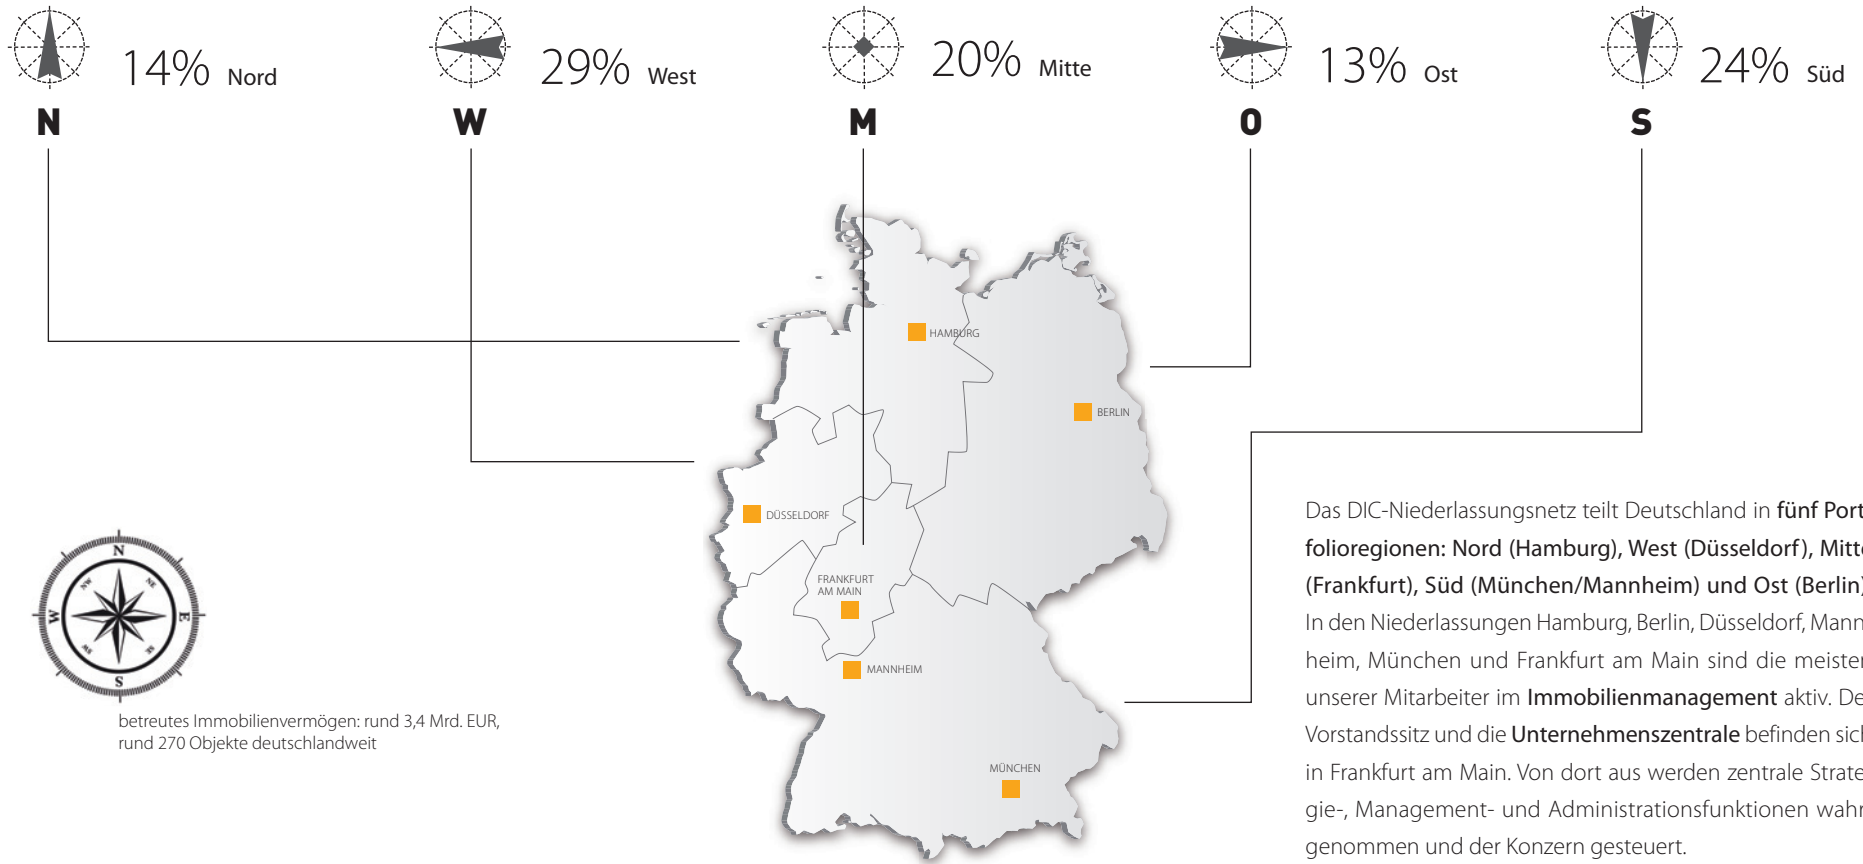 14% Nord
29% West
20% Mitte
13% Ost
24% Süd
N
W
M
O
S
HAMBURG
BERLIN
DÜSSELDORF
FRANKFURT
AM MAIN
MANNHEIM
MÜNCHEN
N
NW
NE
W
E
SW
SE
S
betreutes Immobilienvermögen: rund 3,4 Mrd. EUR,
rund 270 Objekte deutschlandweit
Das DIC-Niederlassungsnetz teilt Deutschland in fünf Port
folioregionen: Nord (Hamburg), West (Düsseldorf), Mitte
(Frankfurt), Süd (München/Mannheim) und Ost (Berlin)
In den Niederlassungen Hamburg, Berlin, Düsseldorf, Mann
heim, München und Frankfurt am Main sind die meisten
unserer Mitarbeiter im Immobilienmanagement aktiv. De
Vorstandssitz und die Unternehmenszentrale befinden sich
in Frankfurt am Main. Von dort aus werden zentrale Strate
gie-, Management- und Administrationsfunktionen wahr
genommen und der Konzern gesteuert.